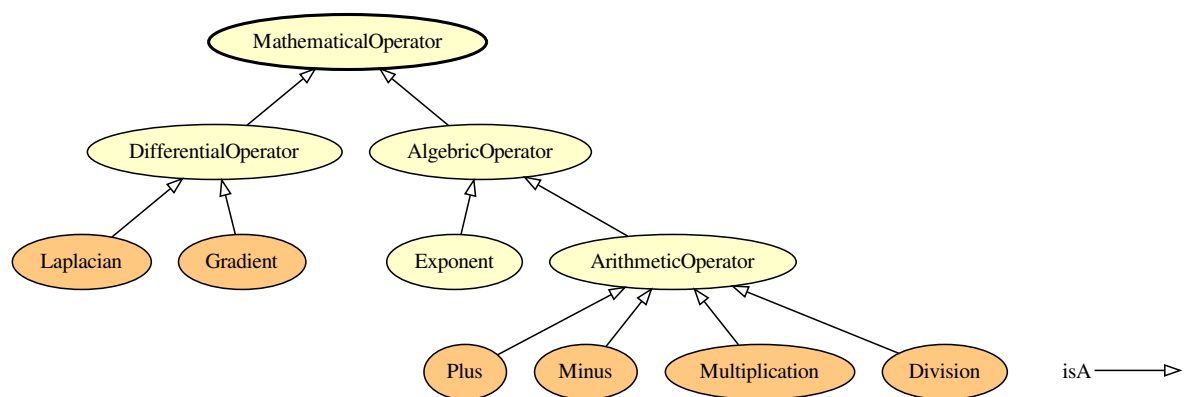 MathematicalOperator
DifferentialOperator
AlgebricOperator
Laplacian
Gradient
Exponent
ArithmeticOperator
Plus
Minus
Multiplication
Division
isA